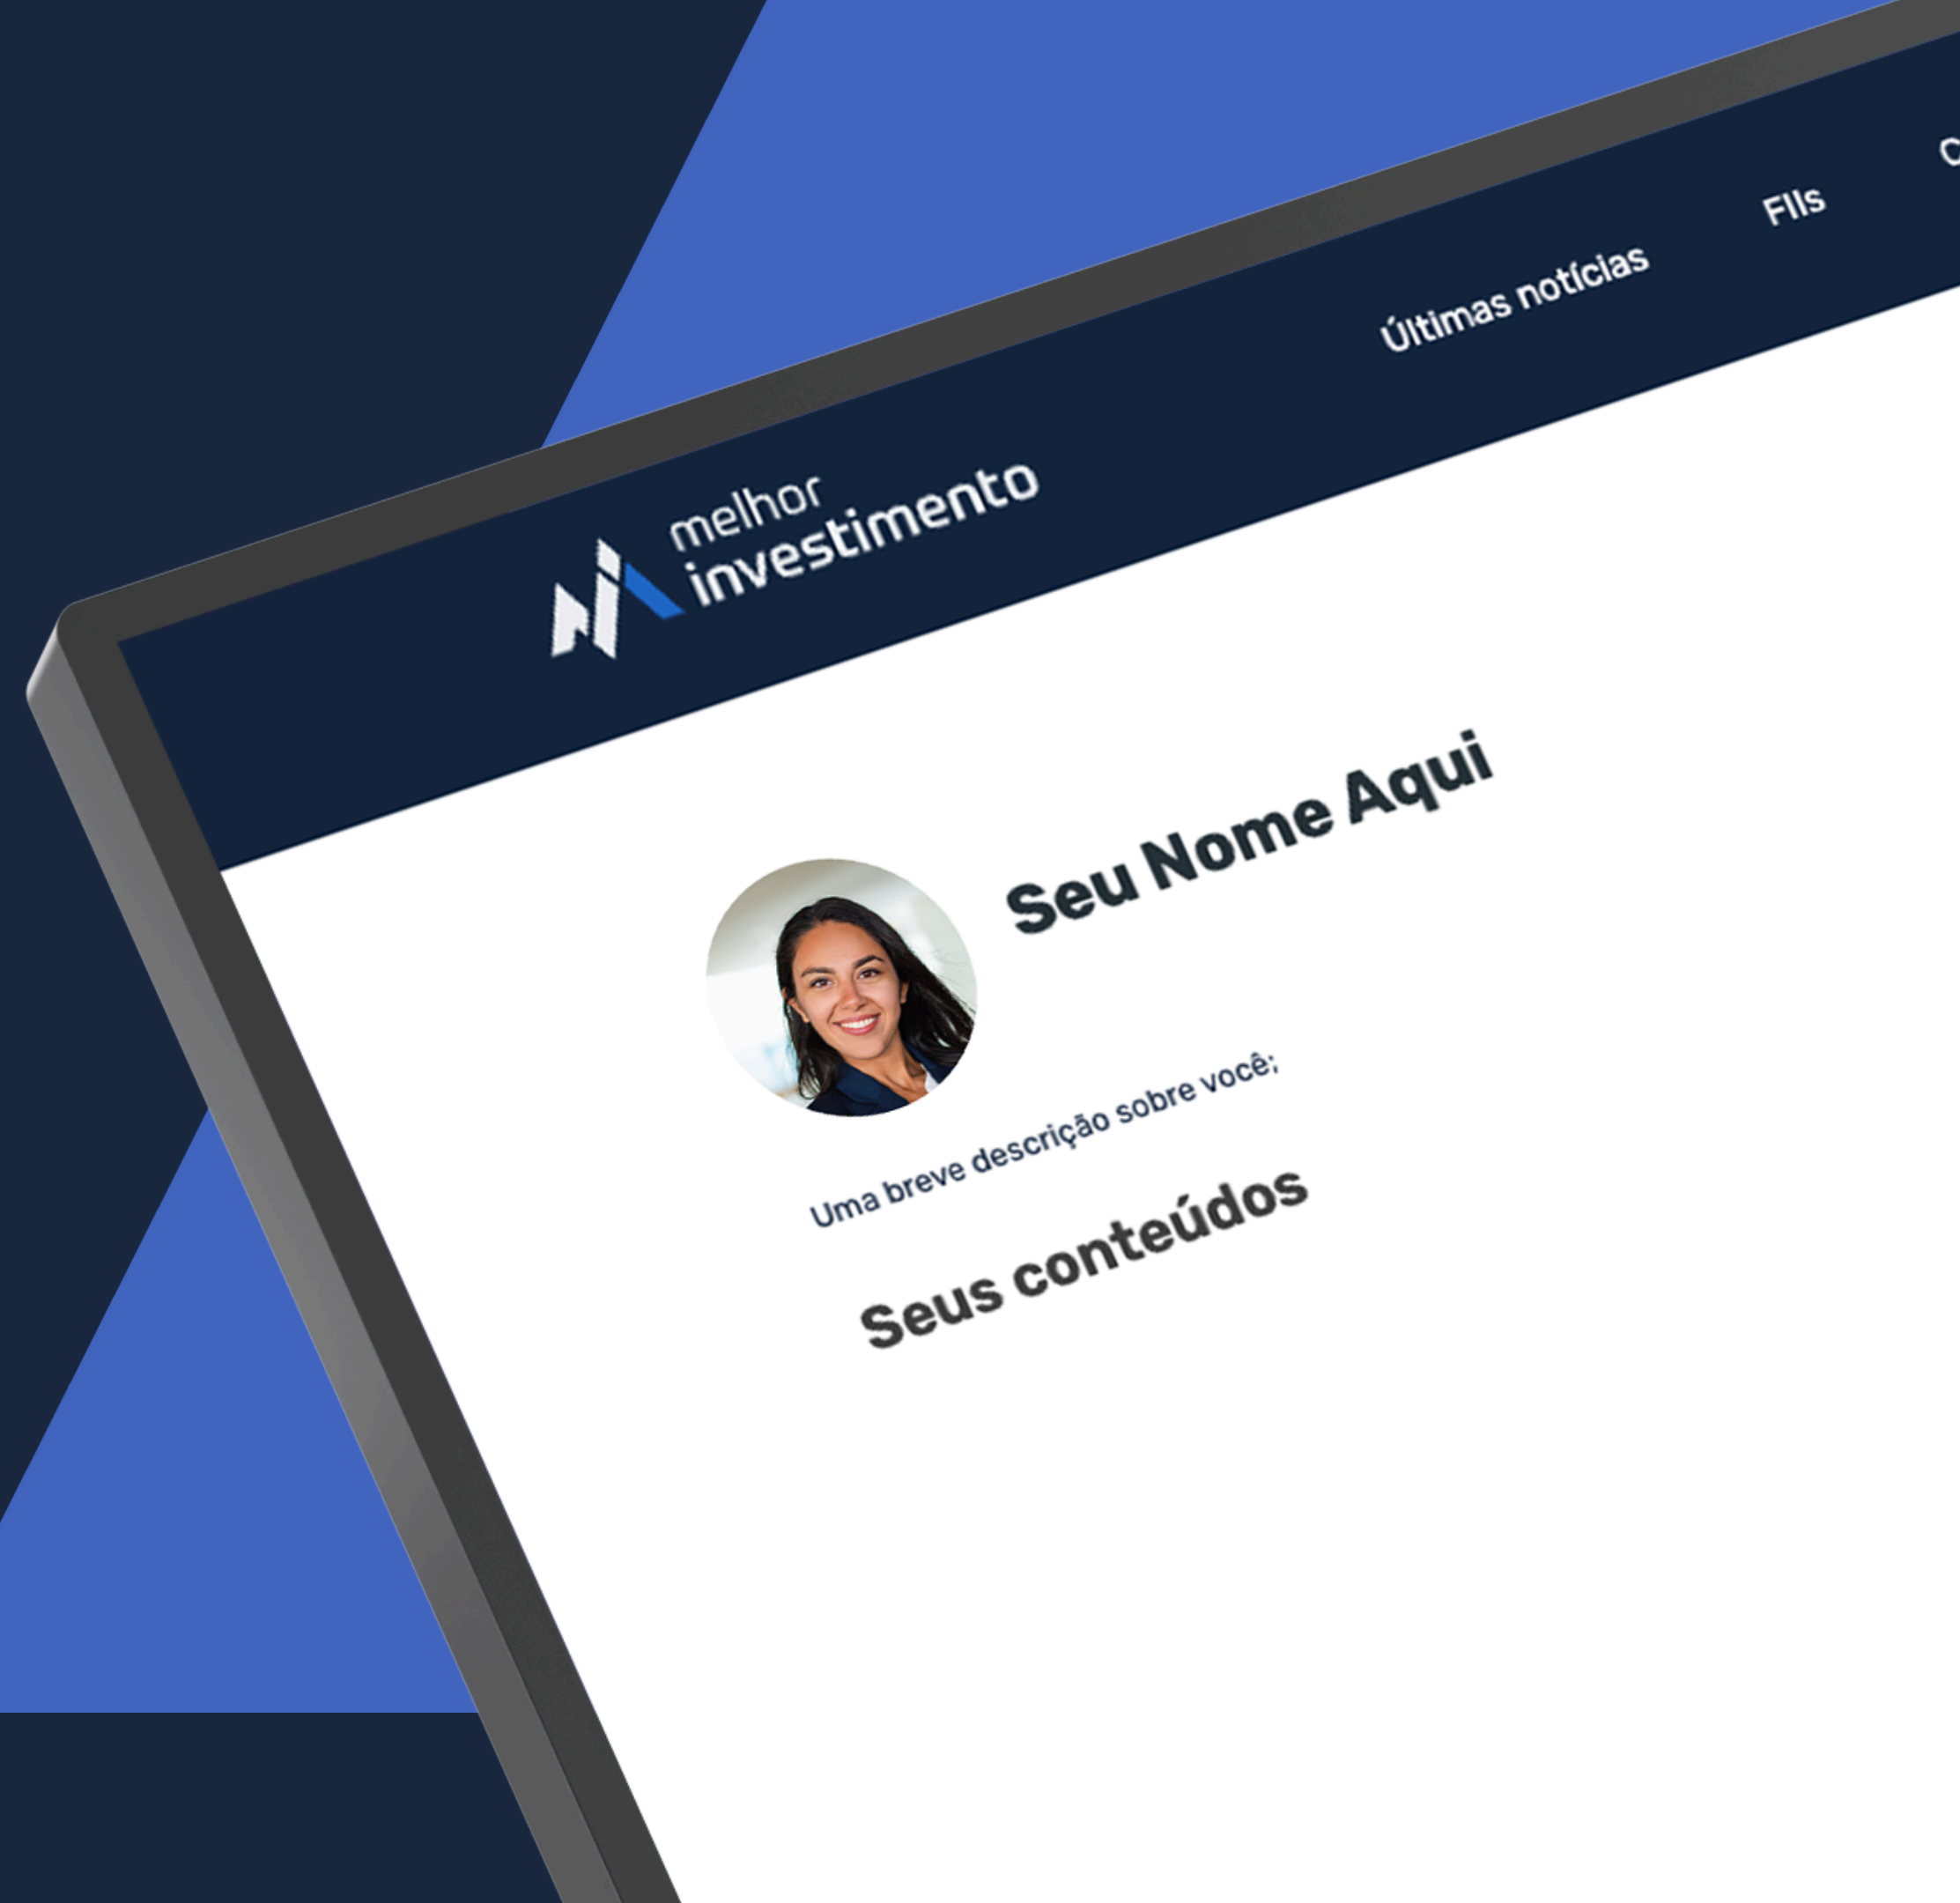 melhor
investimento
Últimas notícias
FIIs
Seu Nome Aqui
Uma breve descrição sobre você;
Seus conteúdos